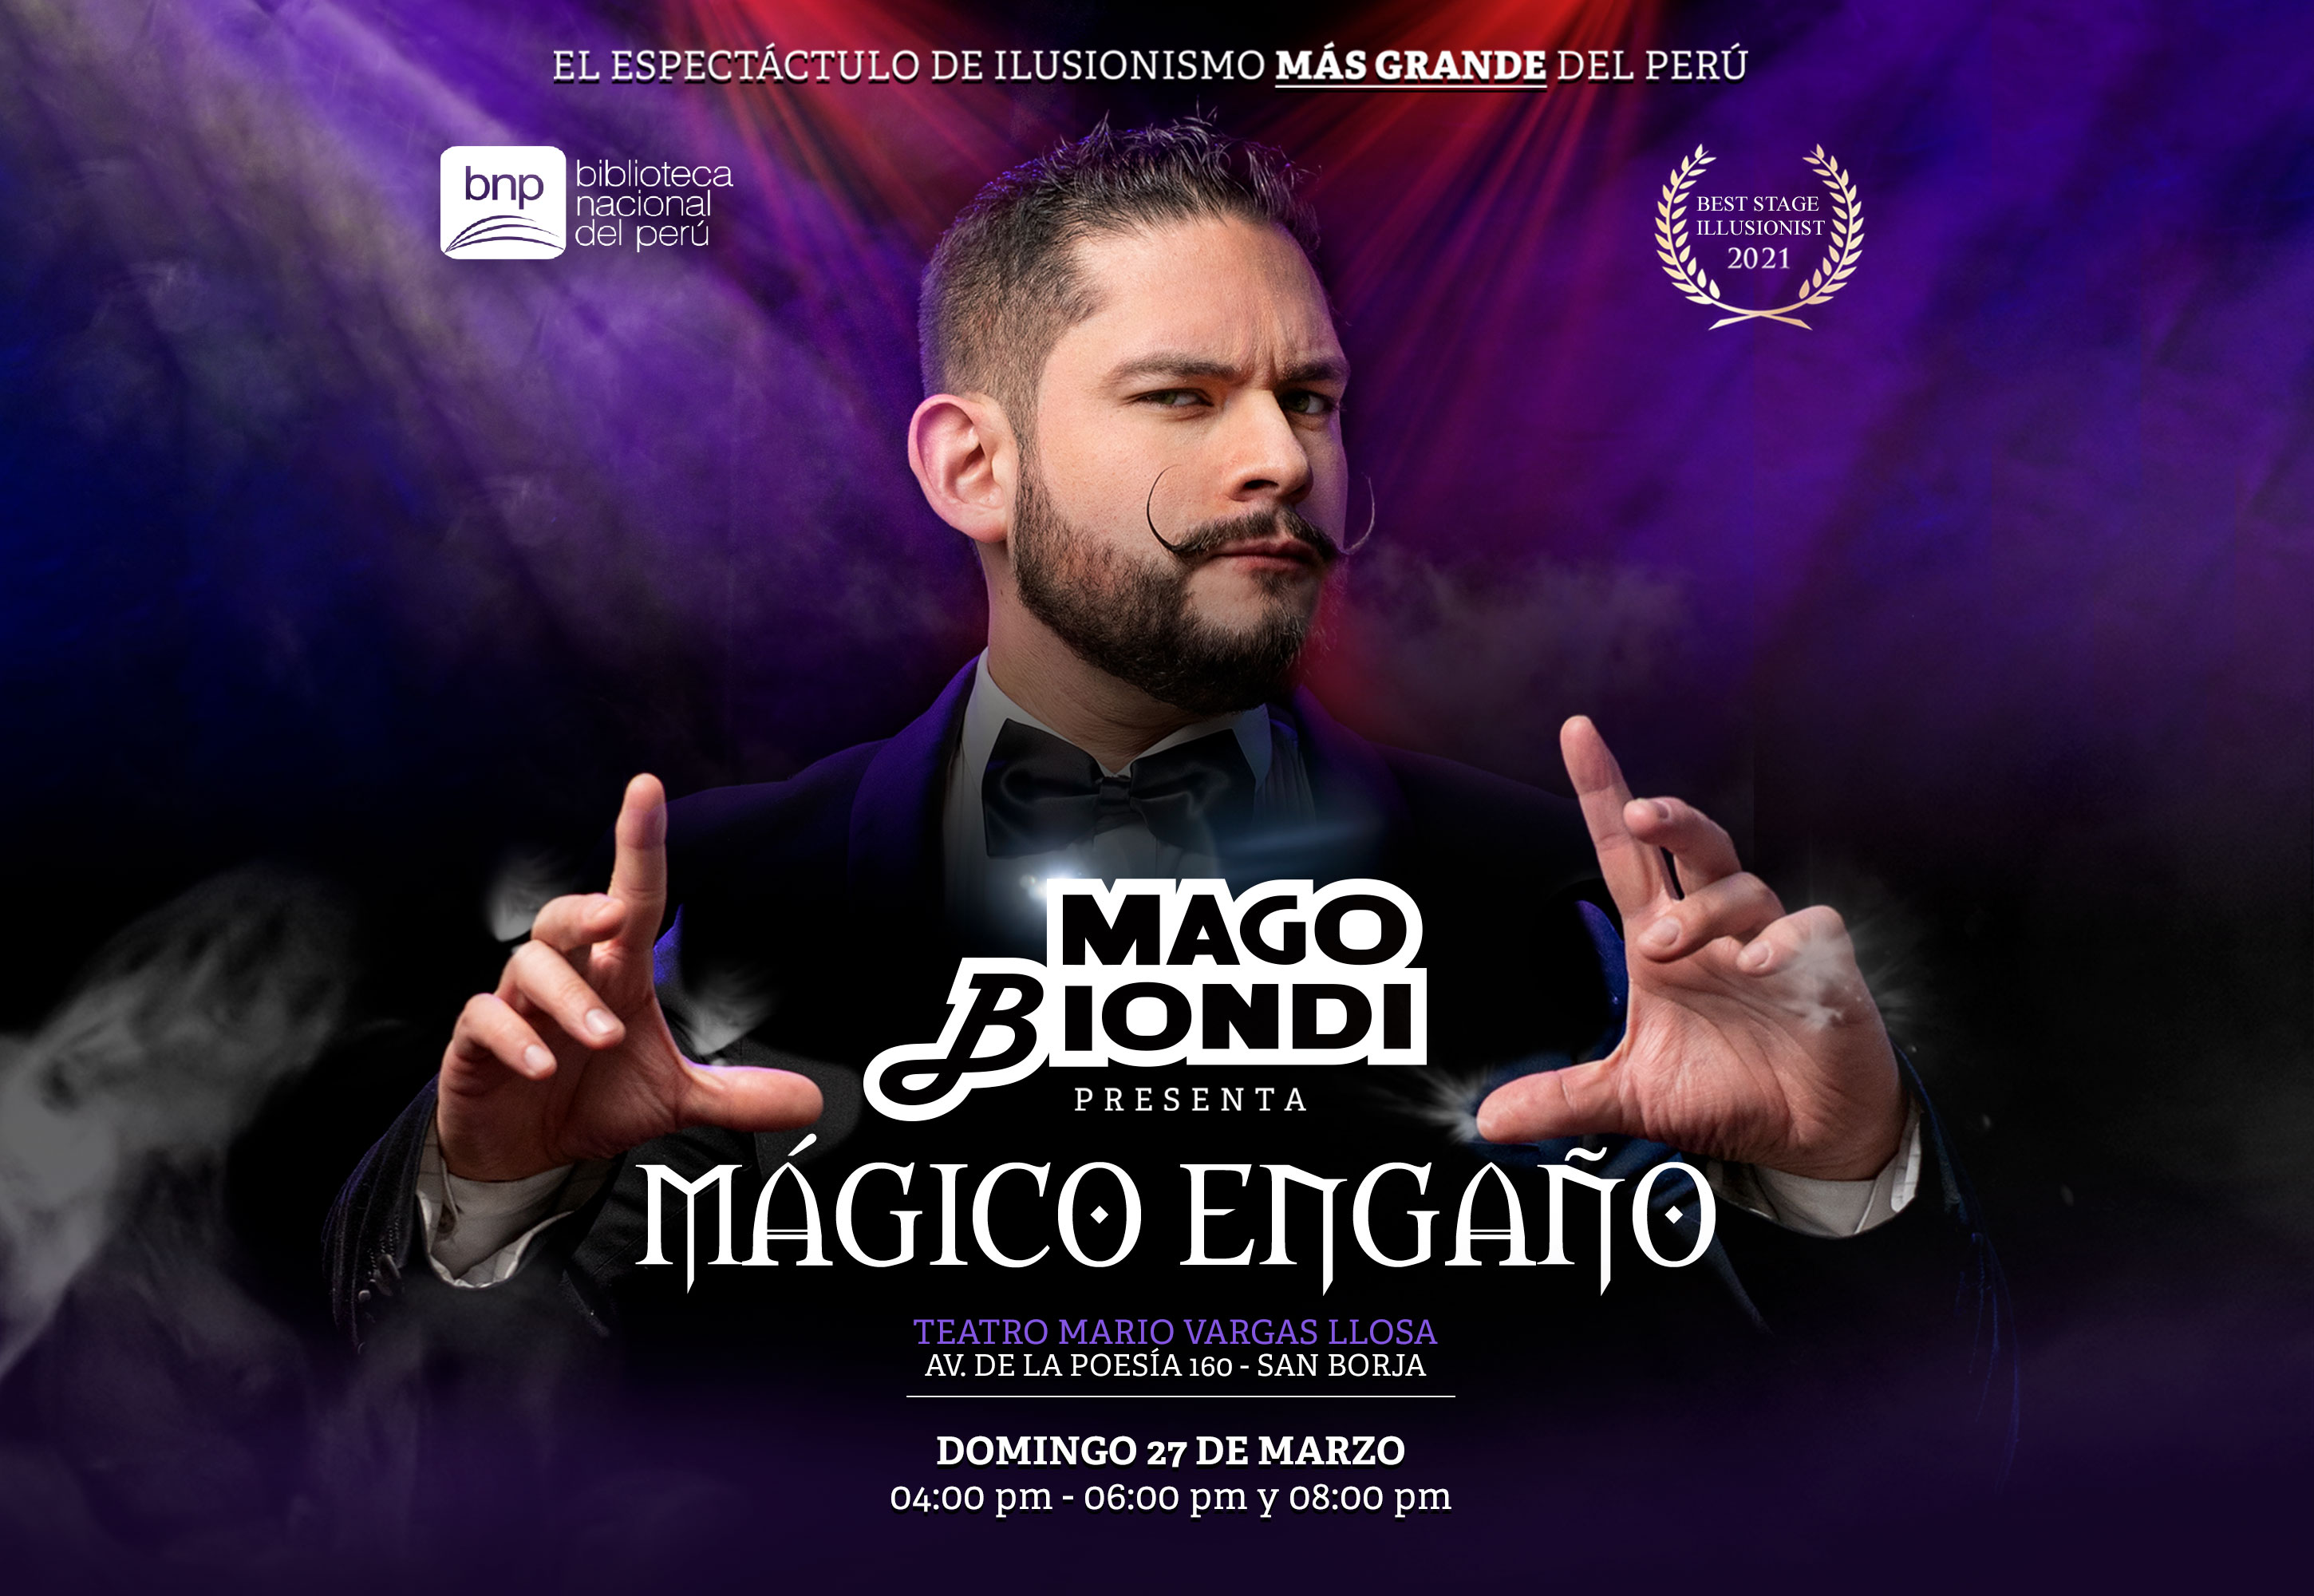 EL ESPECTÁCTULO DE ILUSIONISMO MÁS GRANDE DEL PERÚ
bnp
biblioteca
nacional
del perú
BEST STAGE
ILLUSIONIST
2021
MAGO
BIONDI
PRESENTA
MÁGICO ENGAÑO
TEATRO MARIO VARGAS LLOSA
AV. DE LA POESÍA 160 - SAN BORJA
DOMINGO 27 DE MARZO
04:00 pm - 06:00 pm y 08:00 pm